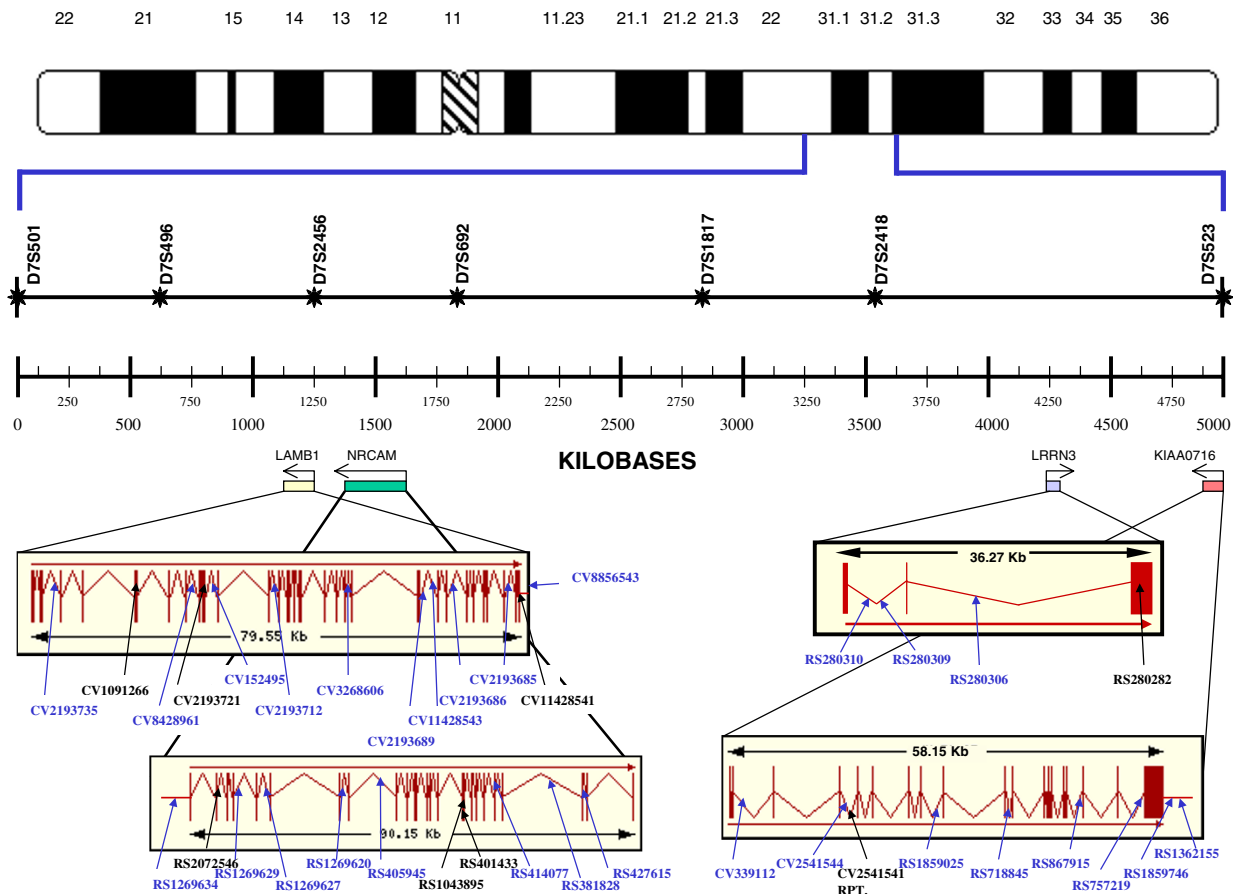 22 21 15 14 13 12 11 11.23 21.1 21.2 21.3 22 31.1 31.2 31.3 32 33 34 35 36
D7S501 D7S496 D7S2456 D7S692 D7S1817 D7S2418 D7S523
250 750 1250 1750 2250 2750 3250 3750 4250 4750
0 500 1000 1500 2000 2500 3000 3500 4000 4500 5000
KILOBASES
LAMB1 NRCAM LRRN3 KIAA0716
36.27 Kb
CV8856543
79.55 Kb
RS280310 RS280309
RS280306 RS280282
CV1091266 CV152495 CV3268606 CV2193685
CV2193735 CV8428961 CV2193721 CV2193712 CV2193686 CV11428541
CV11428543
CV2193689
58.15 Kb
90.15 Kb
RS2072546 RS1269620 RS401433
RS1269634 RS1269629 RS1269627 RS405945 RS1043895 RS414077 RS381828 RS427615
CV339112 CV2541544 CV2541541 RS1859025 RS718845 RS867915 RS757219 RS1859746 RS1362155
RPT.